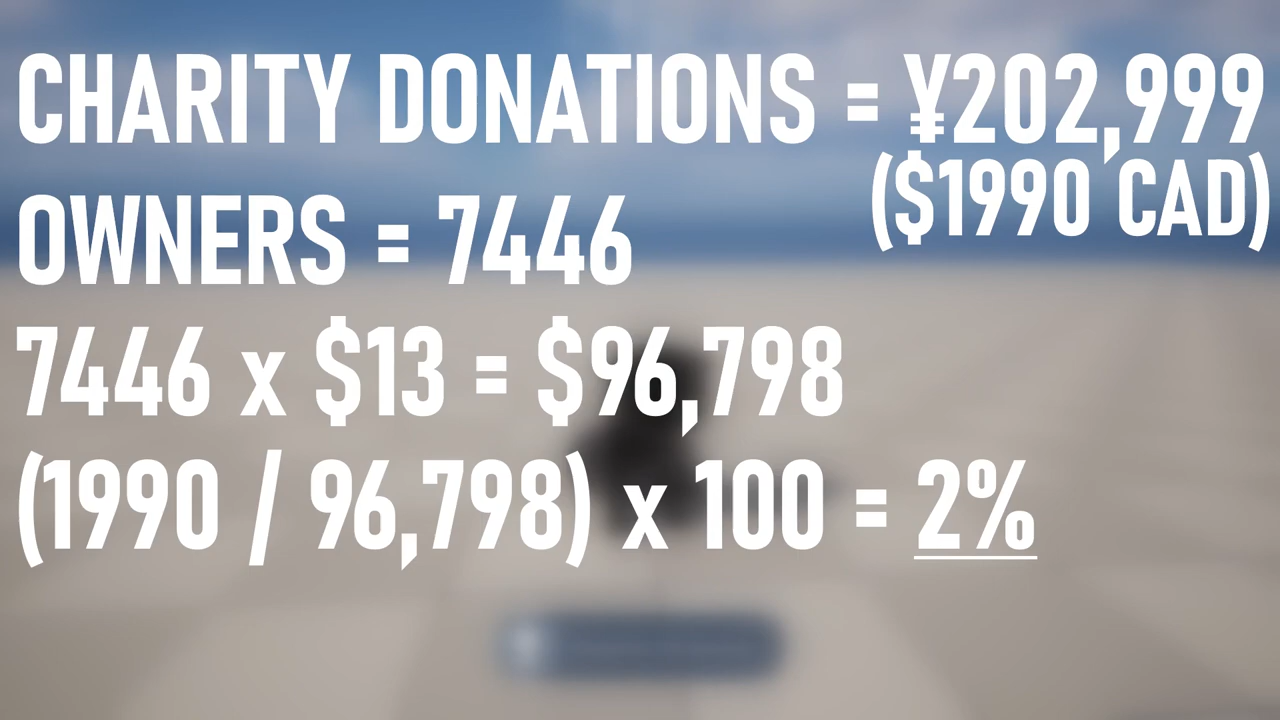 CHARITY DONATIONS = ¥202,999
($1990 CAD)
OWNERS = 7446
7446 x $13 = $96,798
(1990 / 96,798) x 100 = 2%